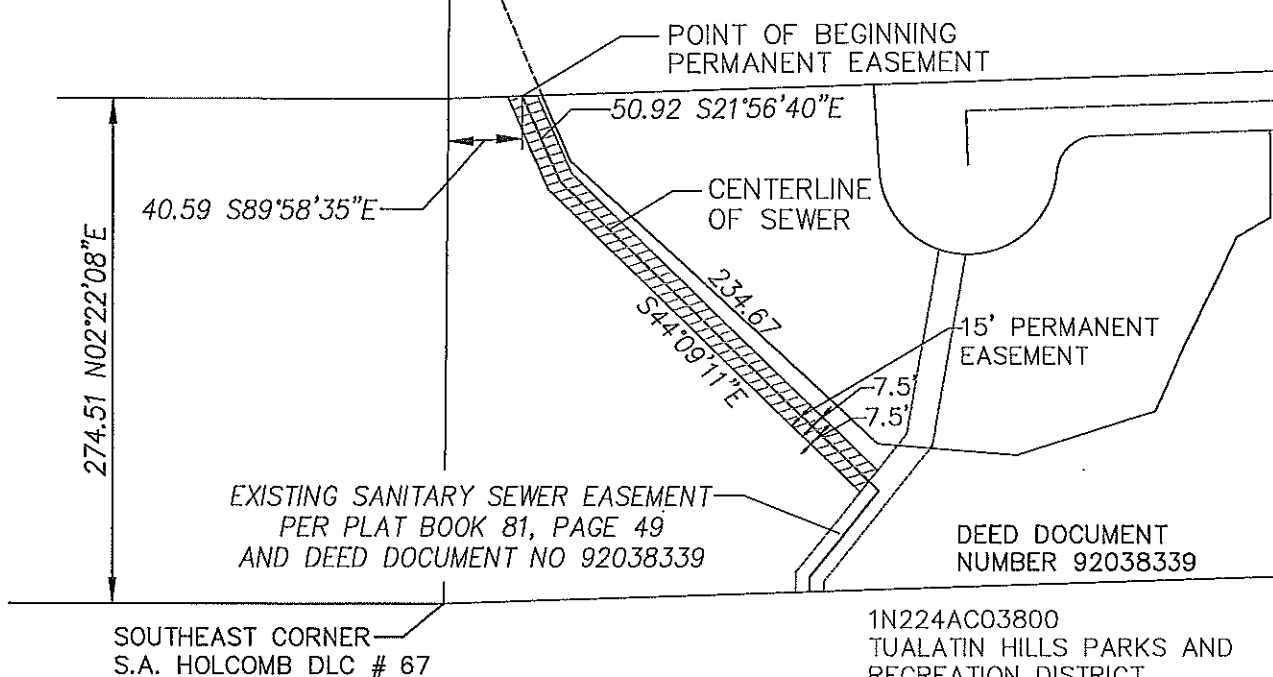 POINT OF BEGINNING
PERMANENT EASEMENT
50.92 S21°56'40"E
40.59 S89°58'35"E
CENTERLINE
OF SEWER
274.51 N02°22'08"E
234.67
S44°09'11"E
15' PERMANENT
EASEMENT
7.5'
7.5'
EXISTING SANITARY SEWER EASEMENT
PER PLAT BOOK 81, PAGE 49
AND DEED DOCUMENT NO 92038339
DEED DOCUMENT
NUMBER 92038339
SOUTHEAST CORNER
S.A. HOLCOMB DLC # 67
1N224AC03800
TUALATIN HILLS PARKS AND
RECREATION DISTRICT